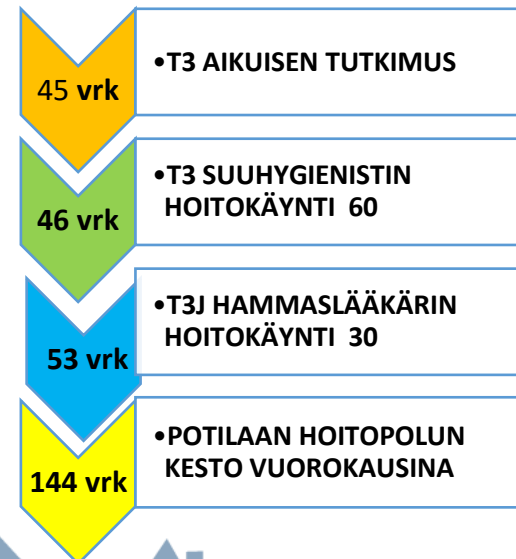 45 vrk
•T3 AIKUISEN TUTKIMUS
46 vrk
•T3 SUUHYGIENISTIN
HOITOKÄYNTI 60
53 vrk
•T3J HAMMASLÄÄKÄRIN
HOITOKÄYNTI 30
144 vrk
•POTILAAN HOITOPOLUN
KESTO VUOROKAUSINA